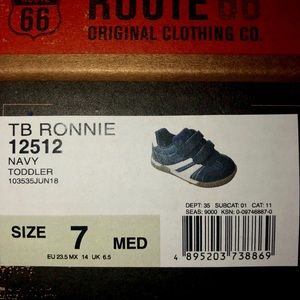 ROUTE
66
ROUTE 66
ORIGINAL CLOTHING CO.
TB RONNIE
12512
NAVY
TODDLER
103535JUN18
DEPT: 35 SUBCAT: 01 CAT: 11
SEAS: 9000 KSN: 0-09746887-0
SIZE 7 MED
EU 23.5 MX 14 UK 6.5
4 895203 738869